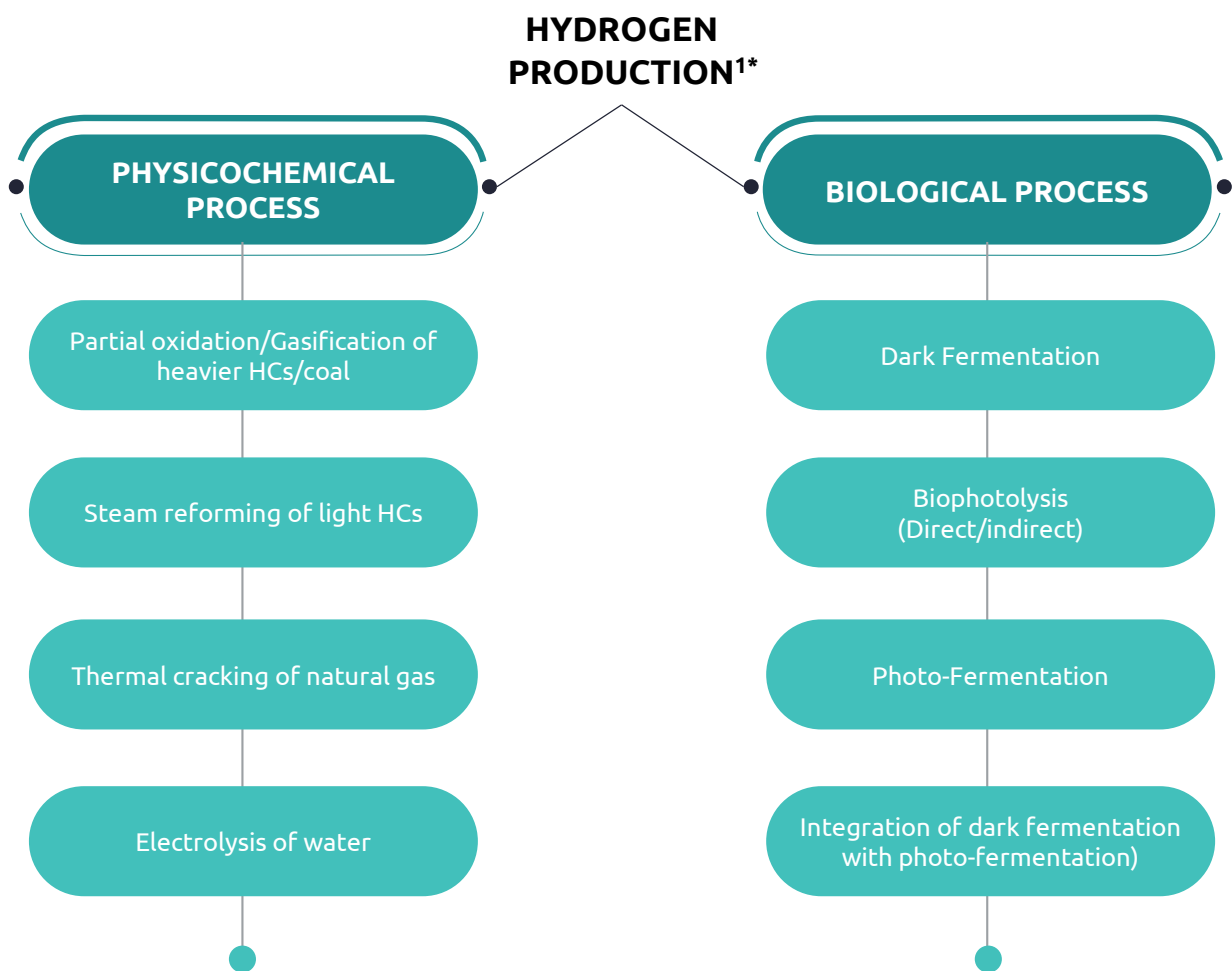 HYDROGEN
PRODUCTION¹*
PHYSICOCHEMICAL
PROCESS
Partial oxidation/Gasification of
heavier HCs/coal
Steam reforming of light HCs
Thermal cracking of natural gas
Electrolysis of water
BIOLOGICAL PROCESS
Dark Fermentation
Biophotolysis
(Direct/indirect)
Photo-Fermentation
Integration of dark fermentation
with photo-fermentation)